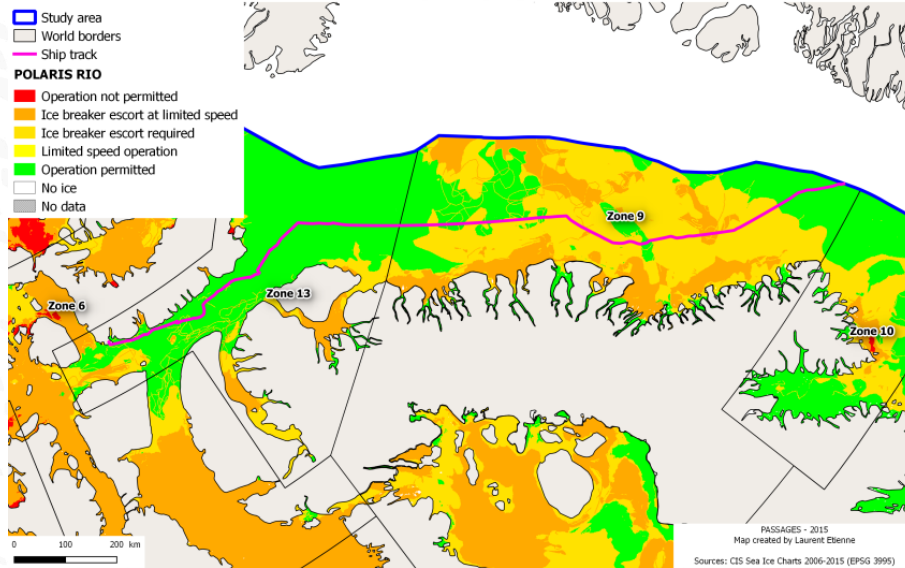 Study area
World borders
Ship track
POLARIS RIO
Operation not permitted
Ice breaker escort at limited speed
Ice breaker escort required
Limited speed operation
Operation permitted
No ice
No data
Zone 9
Zone 6
Zone 13
Zone 10
0 100 200 km
PASSAGES - 2015
Map created by Laurent Etienne
Sources: CIS Sea Ice Charts 2006-2015 (EPSG 3995)